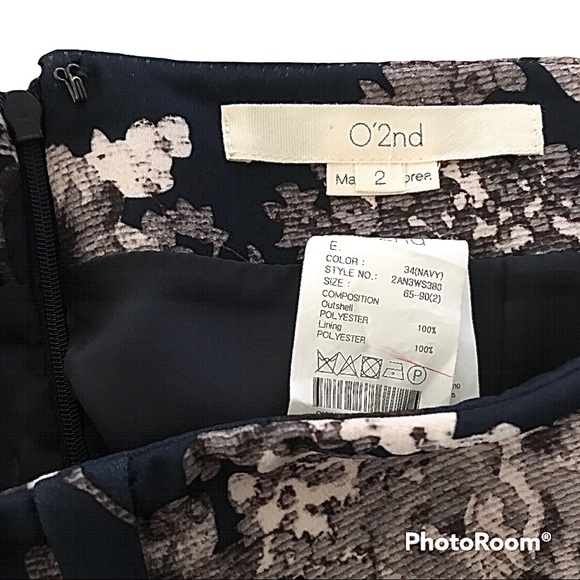 O'2nd
Ma 2 orea
E.
COLOR : 34(NAVY)
STYLE NO.: 2AN3WS380
SIZE : 65-90(2)
COMPOSITION
Outshell
POLYESTER 100%
Lining
POLYESTER 100%
P
PhotoRoom®